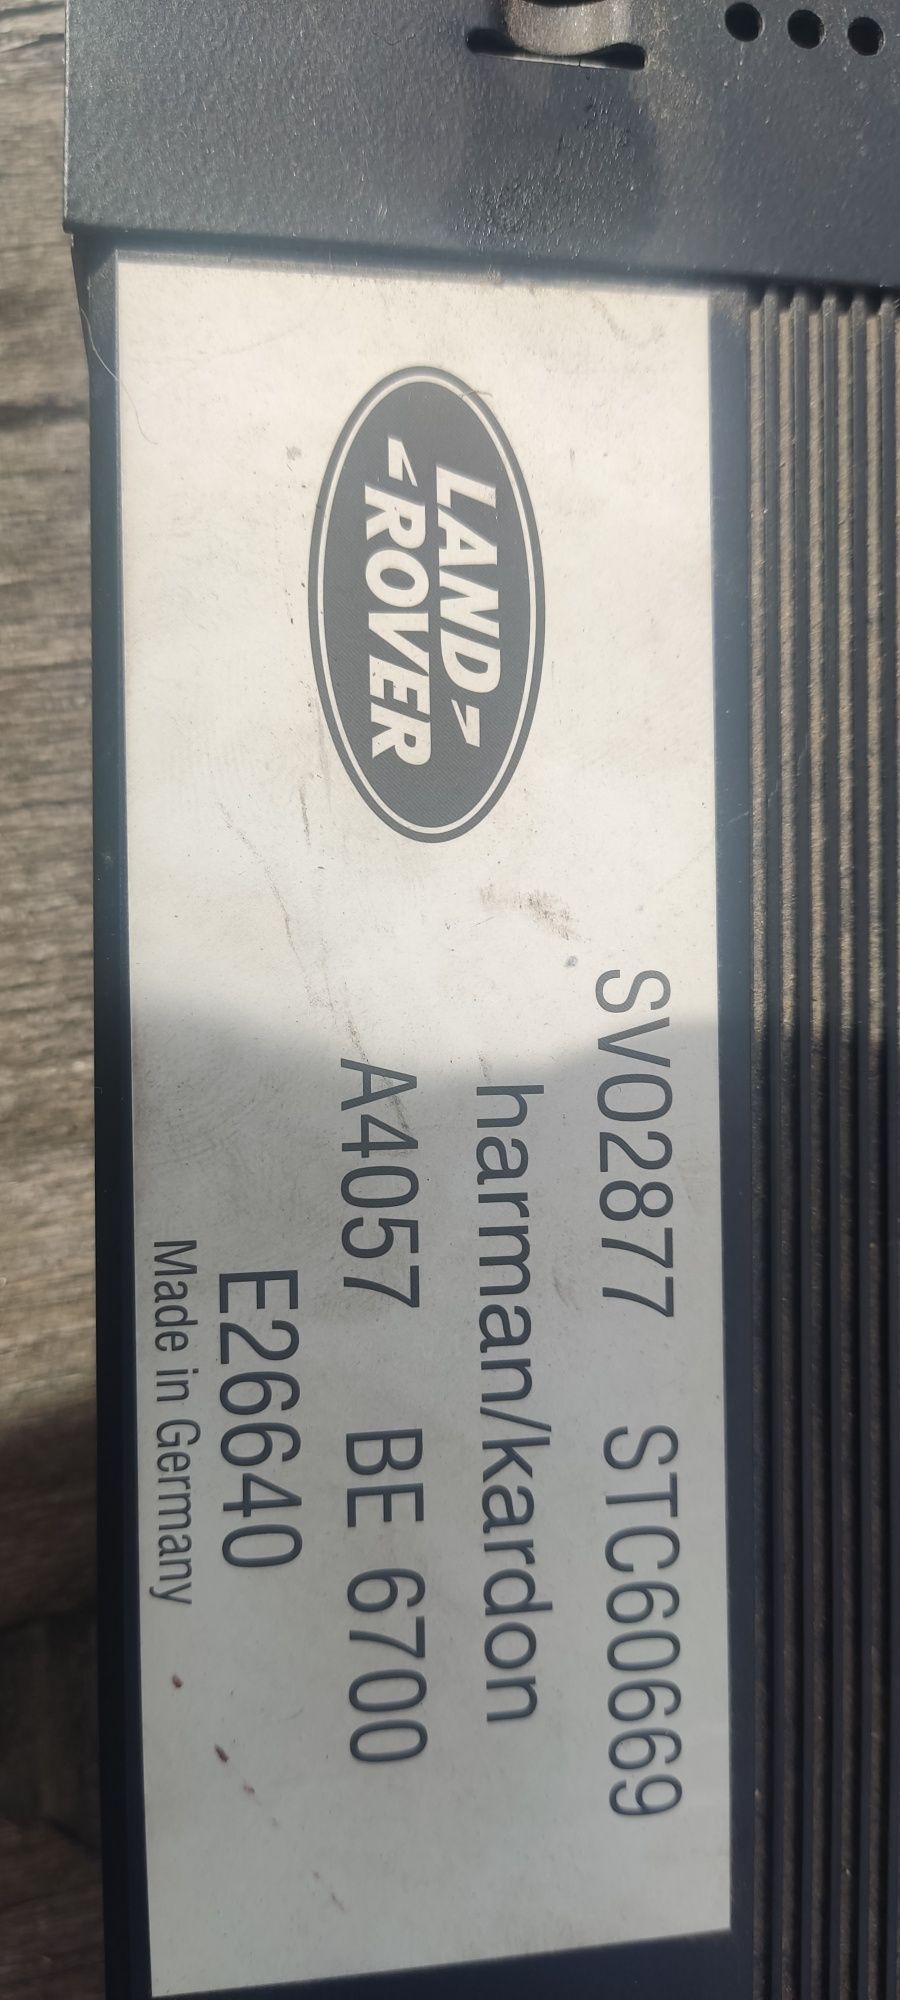 LAND
ROVER
SV02877 STC60669
harman/kardon
A4057 BE 6700
E26640
Made in Germany